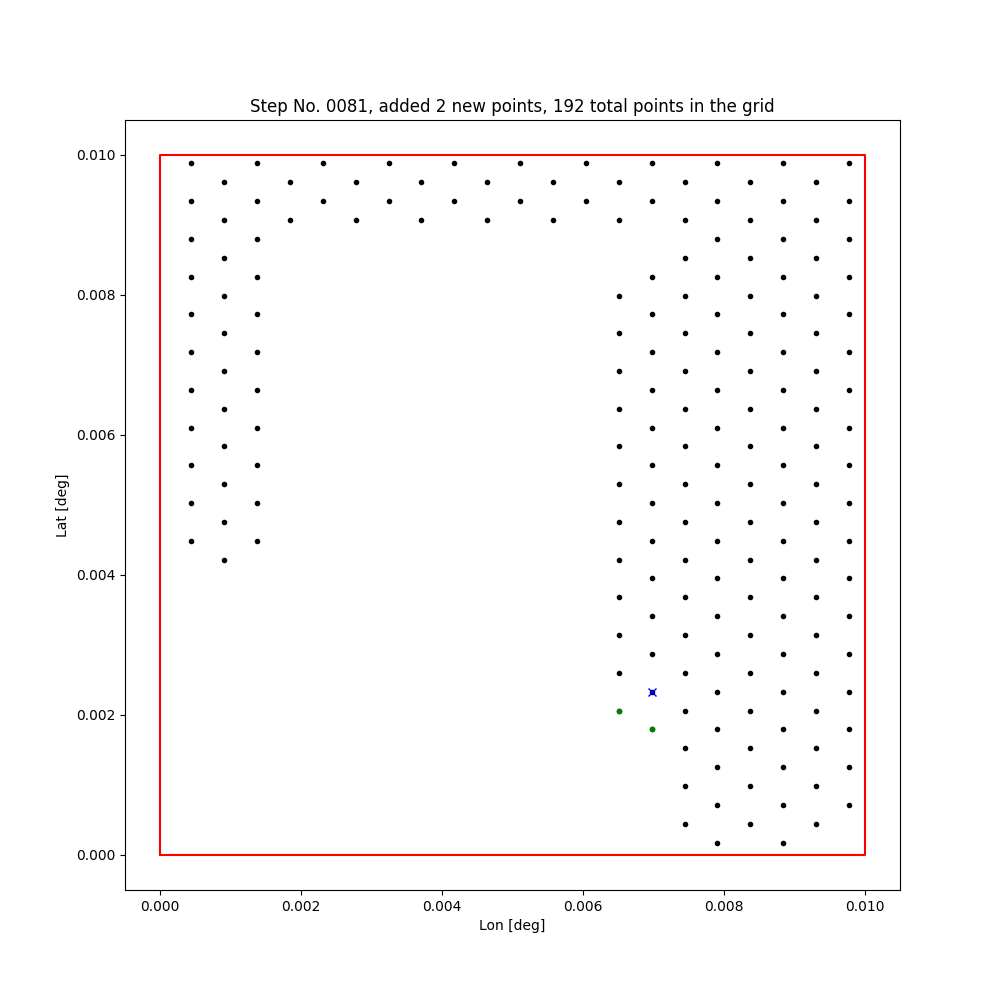 Step No. 0081, added 2 new points, 192 total points in the grid
0.010
0.008
0.006
0.004
0.002
0.000
Lat [deg]
0.000 0.002 0.004 0.006 0.008 0.010
Lon [deg]